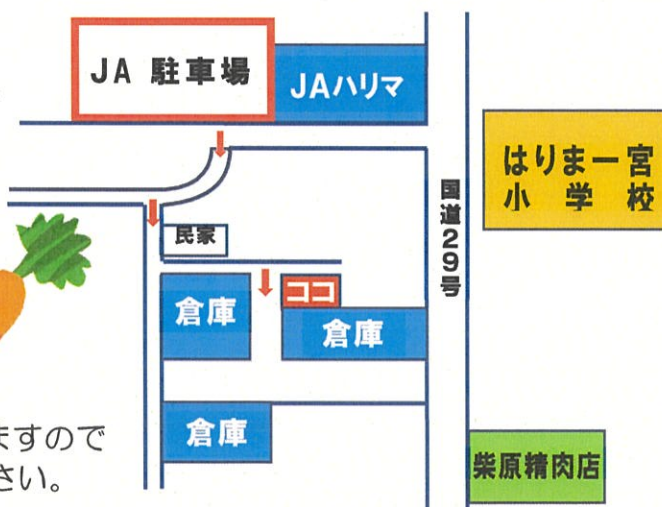 JA 駐車場
JAハリマ
はりま一宮
小学校
国道29号
民家
ココ
倉庫
倉庫
倉庫
柴原精肉店
ますので
さい。